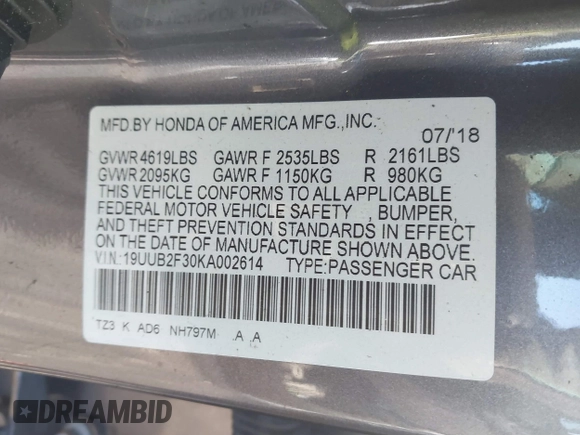 MFD.BY HONDA OF AMERICA MFG.,INC.
07/'18
GVWR 4619LBS GAWR F 2535LBS R 2161LBS
GVWR 2095KG GAWR F 1150KG R 980KG
THIS VEHICLE CONFORMS TO ALL APPLICABLE
FEDERAL MOTOR VEHICLE SAFETY , BUMPER,
AND THEFT PREVENTION STANDARDS IN EFFECT
ON THE DATE OF MANUFACTURE SHOWN ABOVE.
V.I.N.:19UUB2F30KA002614 TYPE:PASSENGER CAR
TZ3 K AD6 NH797M .A .A
DREAMBID